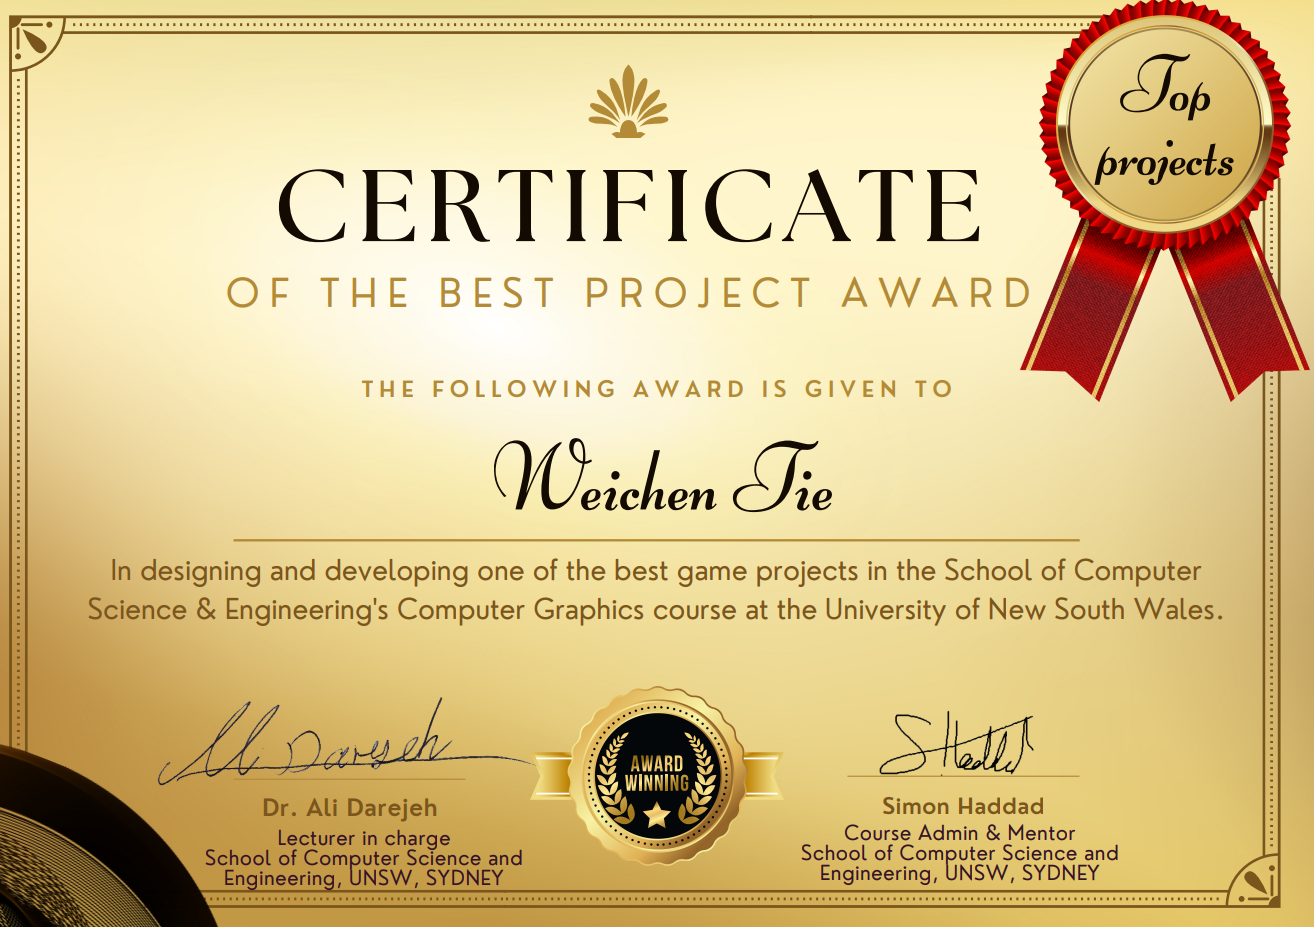 Top
projects
CERTIFICATE
OF THE BEST PROJECT AWARD
THE FOLLOWING AWARD IS GIVEN TO
Weichen Tie
In designing and developing one of the best game projects in the School of Computer
Science & Engineering's Computer Graphics course at the University of New South Wales.
Ali Darejeh
S Haddad
AWARD
WINNING
Dr. Ali Darejeh
Lecturer in charge
School of Computer Science and
Engineering, UNSW, SYDNEY
Simon Haddad
Course Admin & Mentor
School of Computer Science and
Engineering, UNSW, SYDNEY